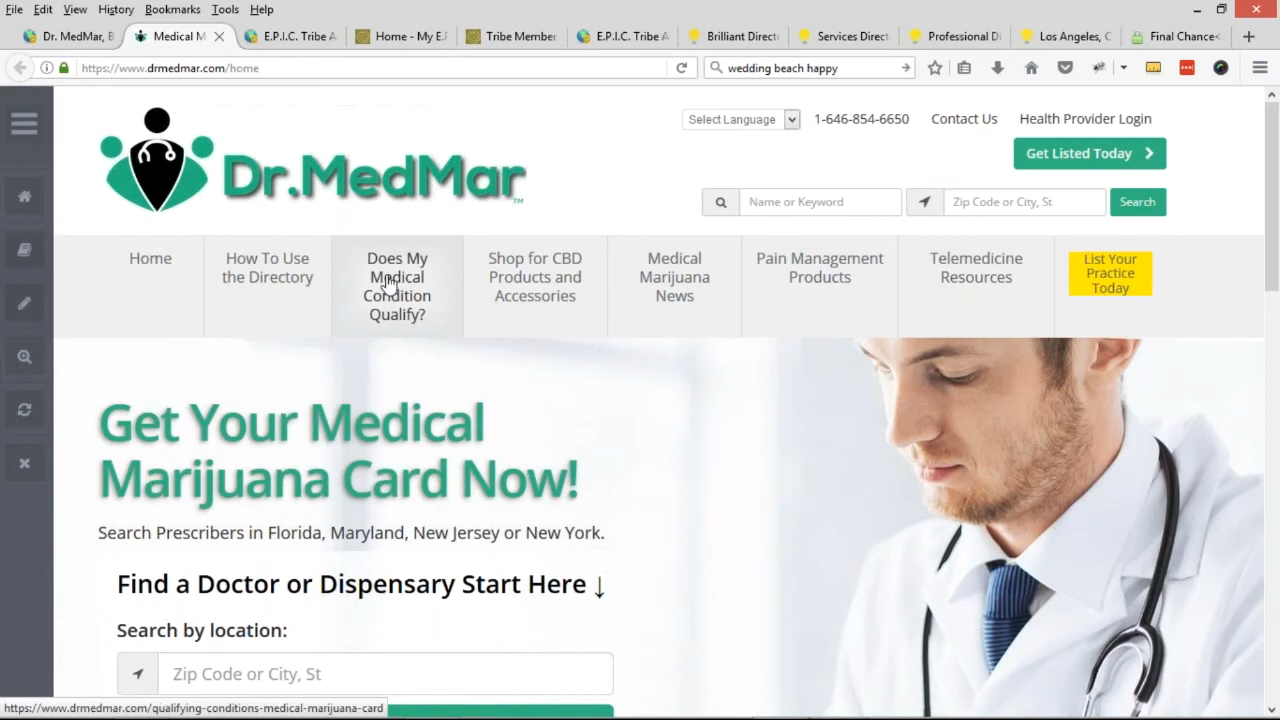 File Edit View History Bookmarks Tools Help
Dr. MedMar, B
Medical M
E.P.I.C. Tribe A
Home - My E.F
Tribe Member
E.P.I.C. Tribe A
Brilliant Direct
Services Direct
Professional Di
Los Angeles, C
Final Chance<
https://www.drmedmar.com/home
wedding beach happy
Select Language
1-646-854-6650
Contact Us
Health Provider Login
Get Listed Today
Dr.MedMar
TM
Name or Keyword
Zip Code or City, St
Search
Home
How To Use
the Directory
Does My
Medical
Condition
Qualify?
Shop for CBD
Products and
Accessories
Medical
Marijuana
News
Pain Management
Products
Telemedicine
Resources
List Your
Practice
Today
Get Your Medical
Marijuana Card Now!
Search Prescribers in Florida, Maryland, New Jersey or New York.
Find a Doctor or Dispensary Start Here ↓
Search by location:
Zip Code or City, St
https://www.drmedmar.com/qualifying-conditions-medical-marijuana-card